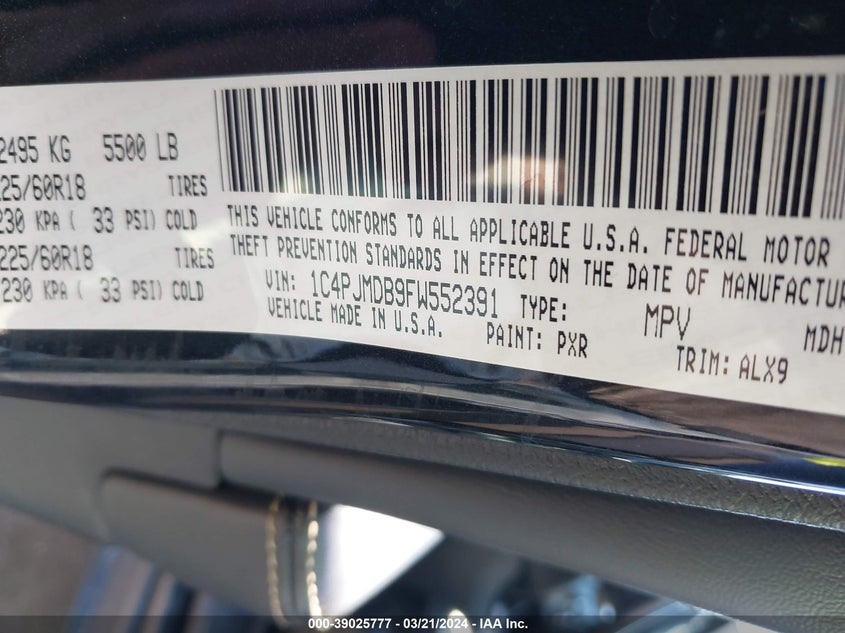 2495 KG 5500 LB
225/60R18 TIRES
230 KPA ( 33 PSI) COLD
225/60R18 TIRES
230 KPA ( 33 PSI) COLD
THIS VEHICLE CONFORMS TO ALL APPLICABLE U.S.A. FEDERAL MOTOR
THEFT PREVENTION STANDARDS IN EFFECT ON THE DATE OF MANUFACTUR
VIN: 1C4PJMDB9FW552391 TYPE: MPV MDH
VEHICLE MADE IN U.S.A. PAINT: PXR TRIM: ALX9
000-39025777 - 03/21/2024 - IAA Inc.